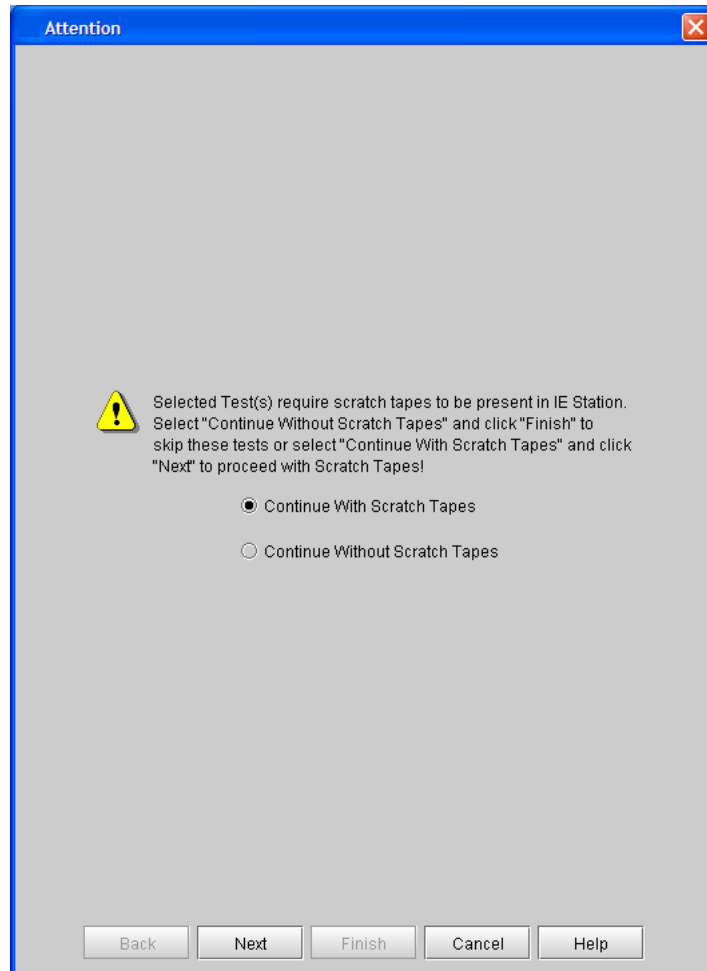 Attention
Selected Test(s) require scratch tapes to be present in IE Station.
Select "Continue Without Scratch Tapes" and click "Finish" to
skip these tests or select "Continue With Scratch Tapes" and click
"Next" to proceed with Scratch Tapes!
Continue With Scratch Tapes
Continue Without Scratch Tapes
Back Next Finish Cancel Help